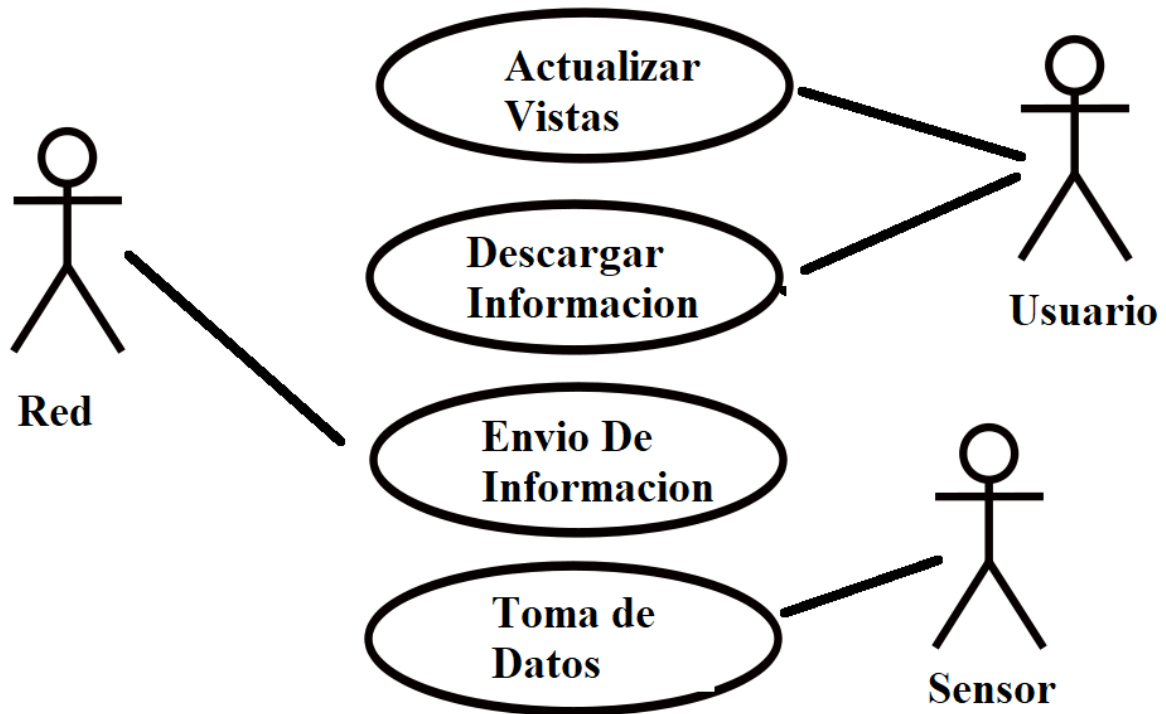 Actualizar
Vistas
Descargar
Informacion
Usuario
Red
Envio De
Informacion
Toma de
Datos
Sensor